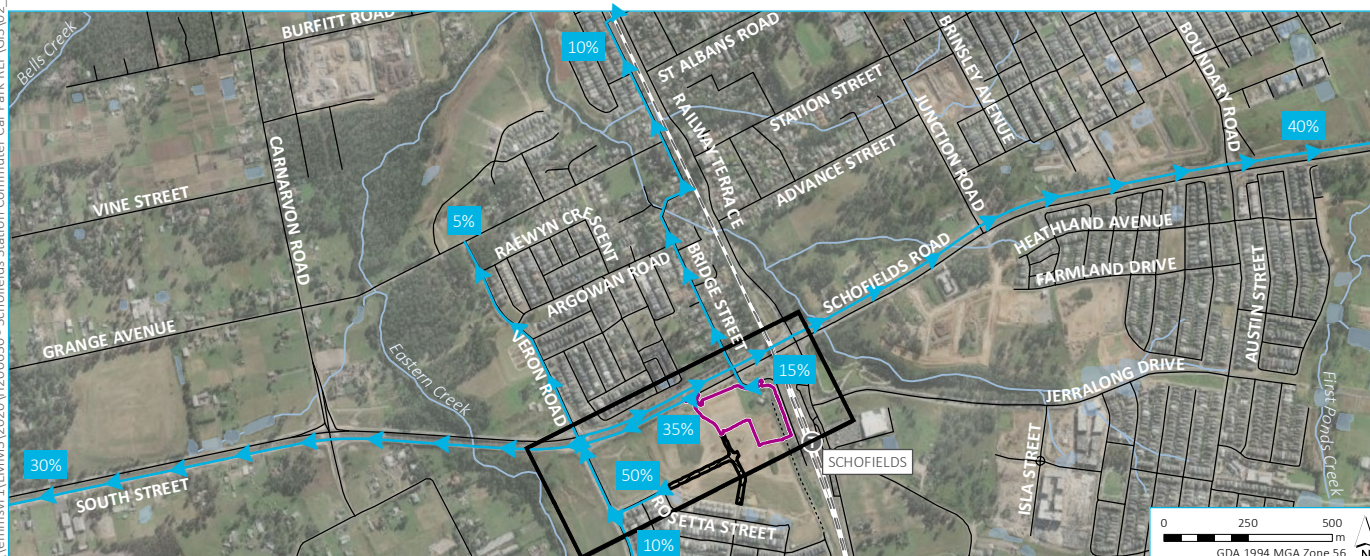 BURFITT ROAD
Bells Creek
10%
ST ALBANS ROAD
BRINSLEY AVENUE
BOUNDARY ROAD
STATION STREET
RAILWAY TERRACE
JUNCTION ROAD
40%
CARNARVON ROAD
ADVANCE STREET
VINE STREET
5%
RAEWYN CRESCENT
HEATHLAND AVENUE
BRIDGE STREET
ARGOWAN ROAD
SCHOFIELDS ROAD
FARMLAND DRIVE
AUSTIN STREET
GRANGE AVENUE
VERON ROAD
Eastern Creek
15%
JERRALONG DRIVE
First Ponds Creek
35%
30%
SCHOFIELDS
ISLA STREET
50%
SOUTH STREET
ROSETTA STREET
10%
0 250 500
m
GDA 1994 MGA Zone 56